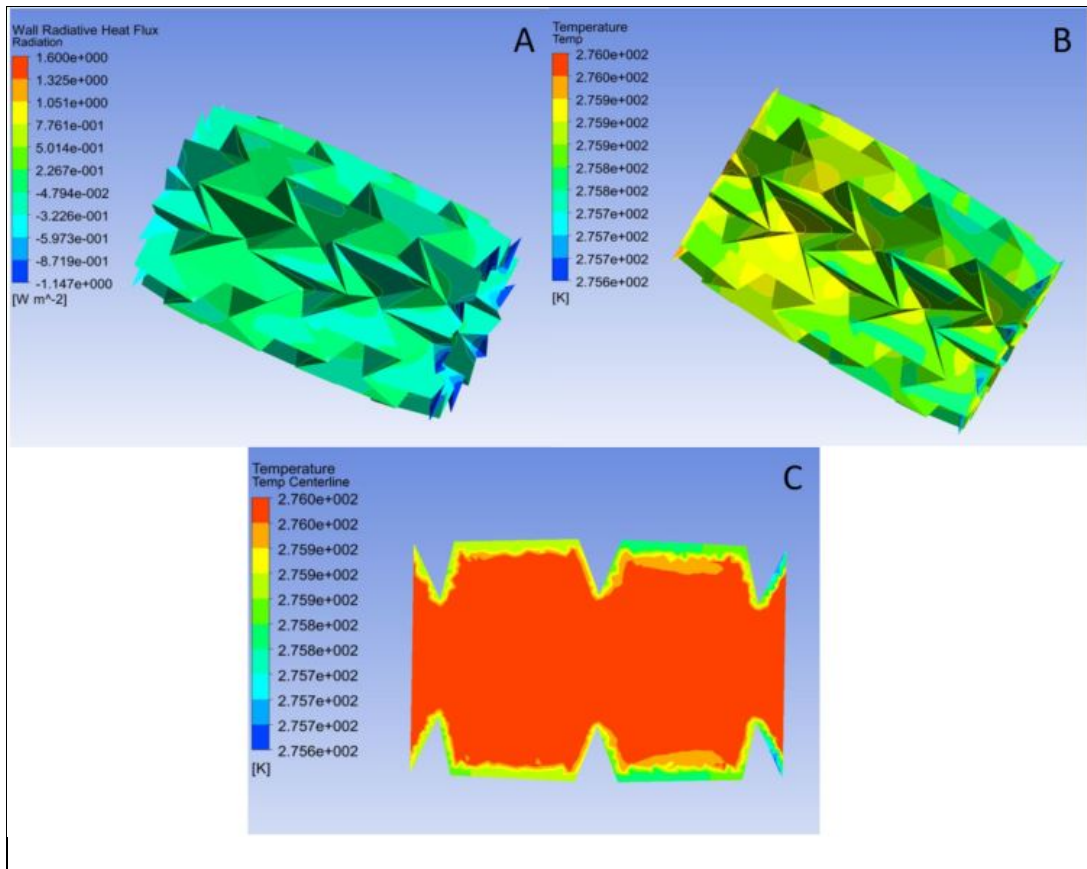 Wall Radiative Heat Flux
Radiation
1.600e+000
1.325e+000
1.051e+000
7.761e-001
5.014e-001
2.267e-001
-4.794e-002
-3.226e-001
-5.973e-001
-8.719e-001
-1.147e+000
[W m^-2]
A
Temperature
Temp
2.760e+002
2.760e+002
2.759e+002
2.759e+002
2.759e+002
2.758e+002
2.758e+002
2.757e+002
2.757e+002
2.756e+002
[K]
B
Temperature
Temp Centerline
2.760e+002
2.760e+002
2.759e+002
2.759e+002
2.759e+002
2.758e+002
2.758e+002
2.757e+002
2.757e+002
2.757e+002
2.756e+002
[K]
C